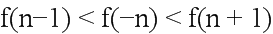 f(n−1) < f(−n) < f(n + 1)